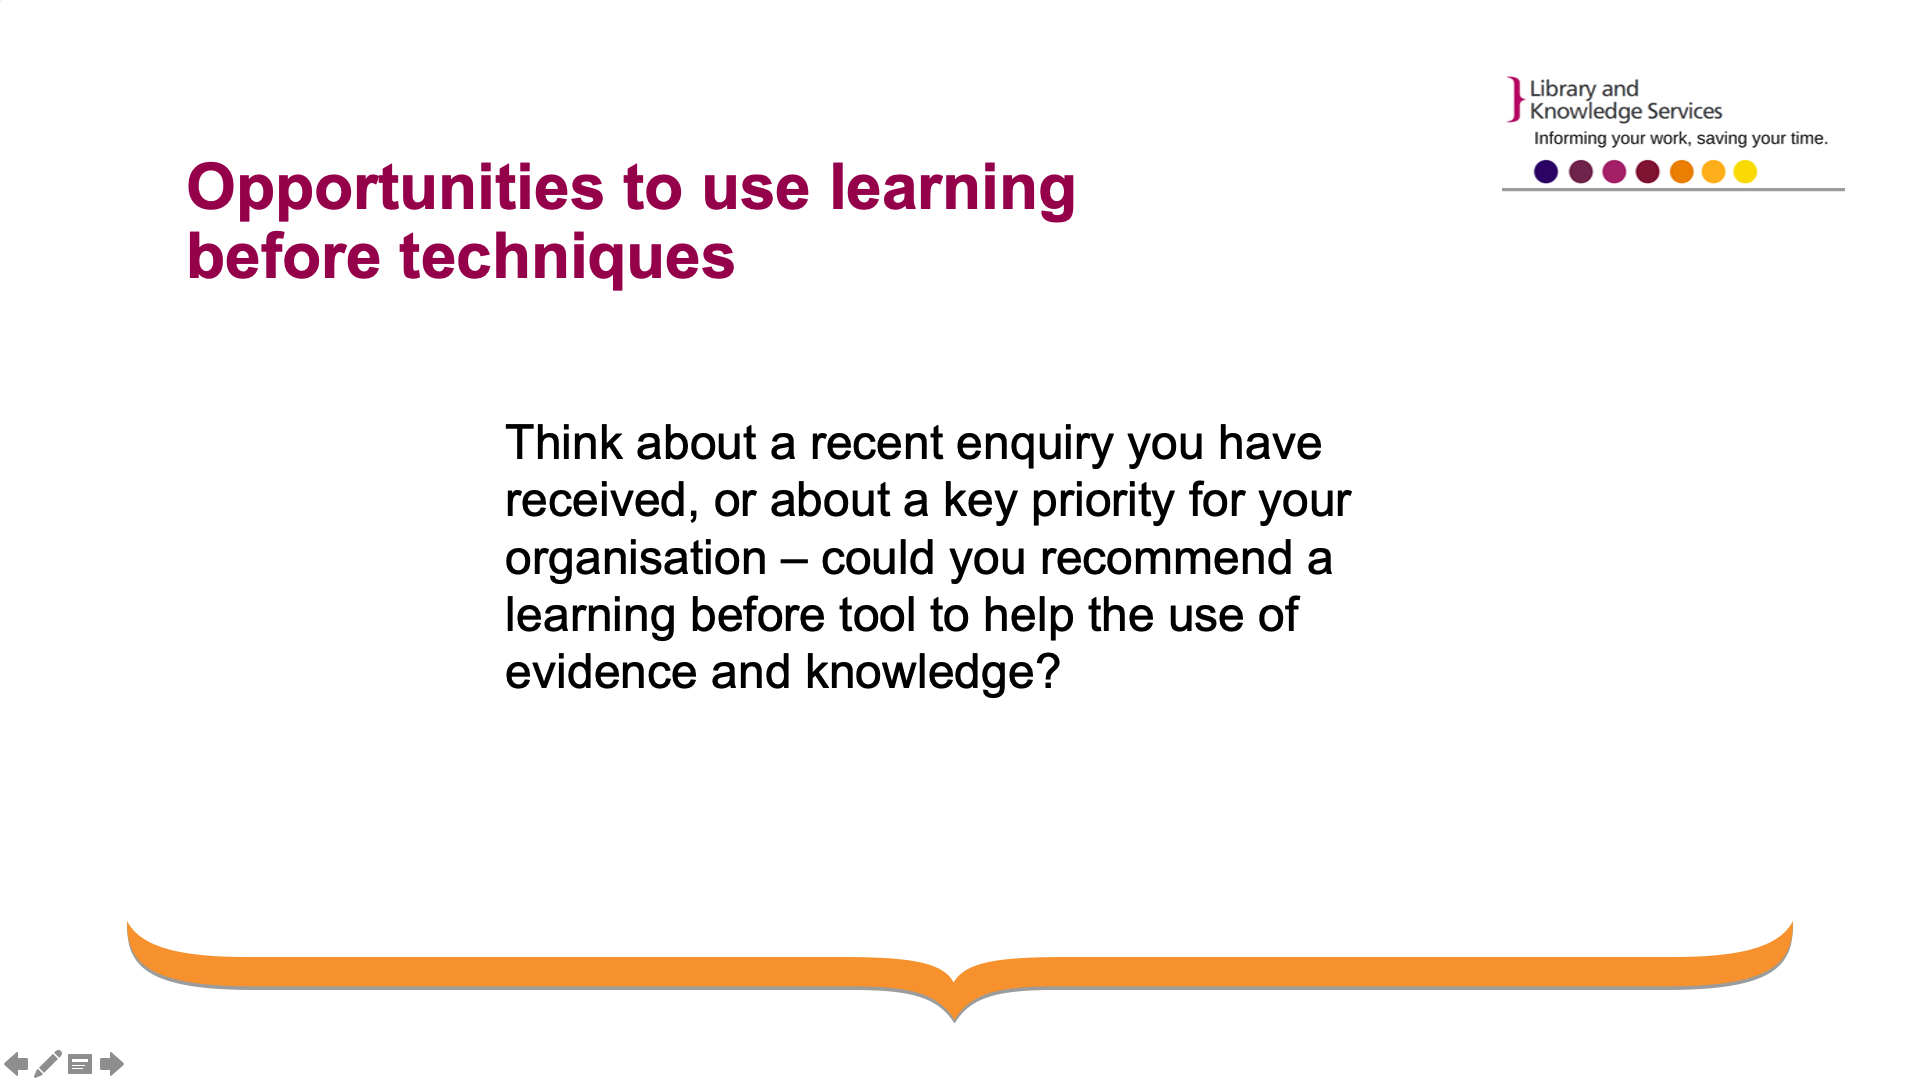 Library and
Knowledge Services
Informing your work, saving your time.
Opportunities to use learning
before techniques
Think about a recent enquiry you have
received, or about a key priority for your
organisation – could you recommend a
learning before tool to help the use of
evidence and knowledge?